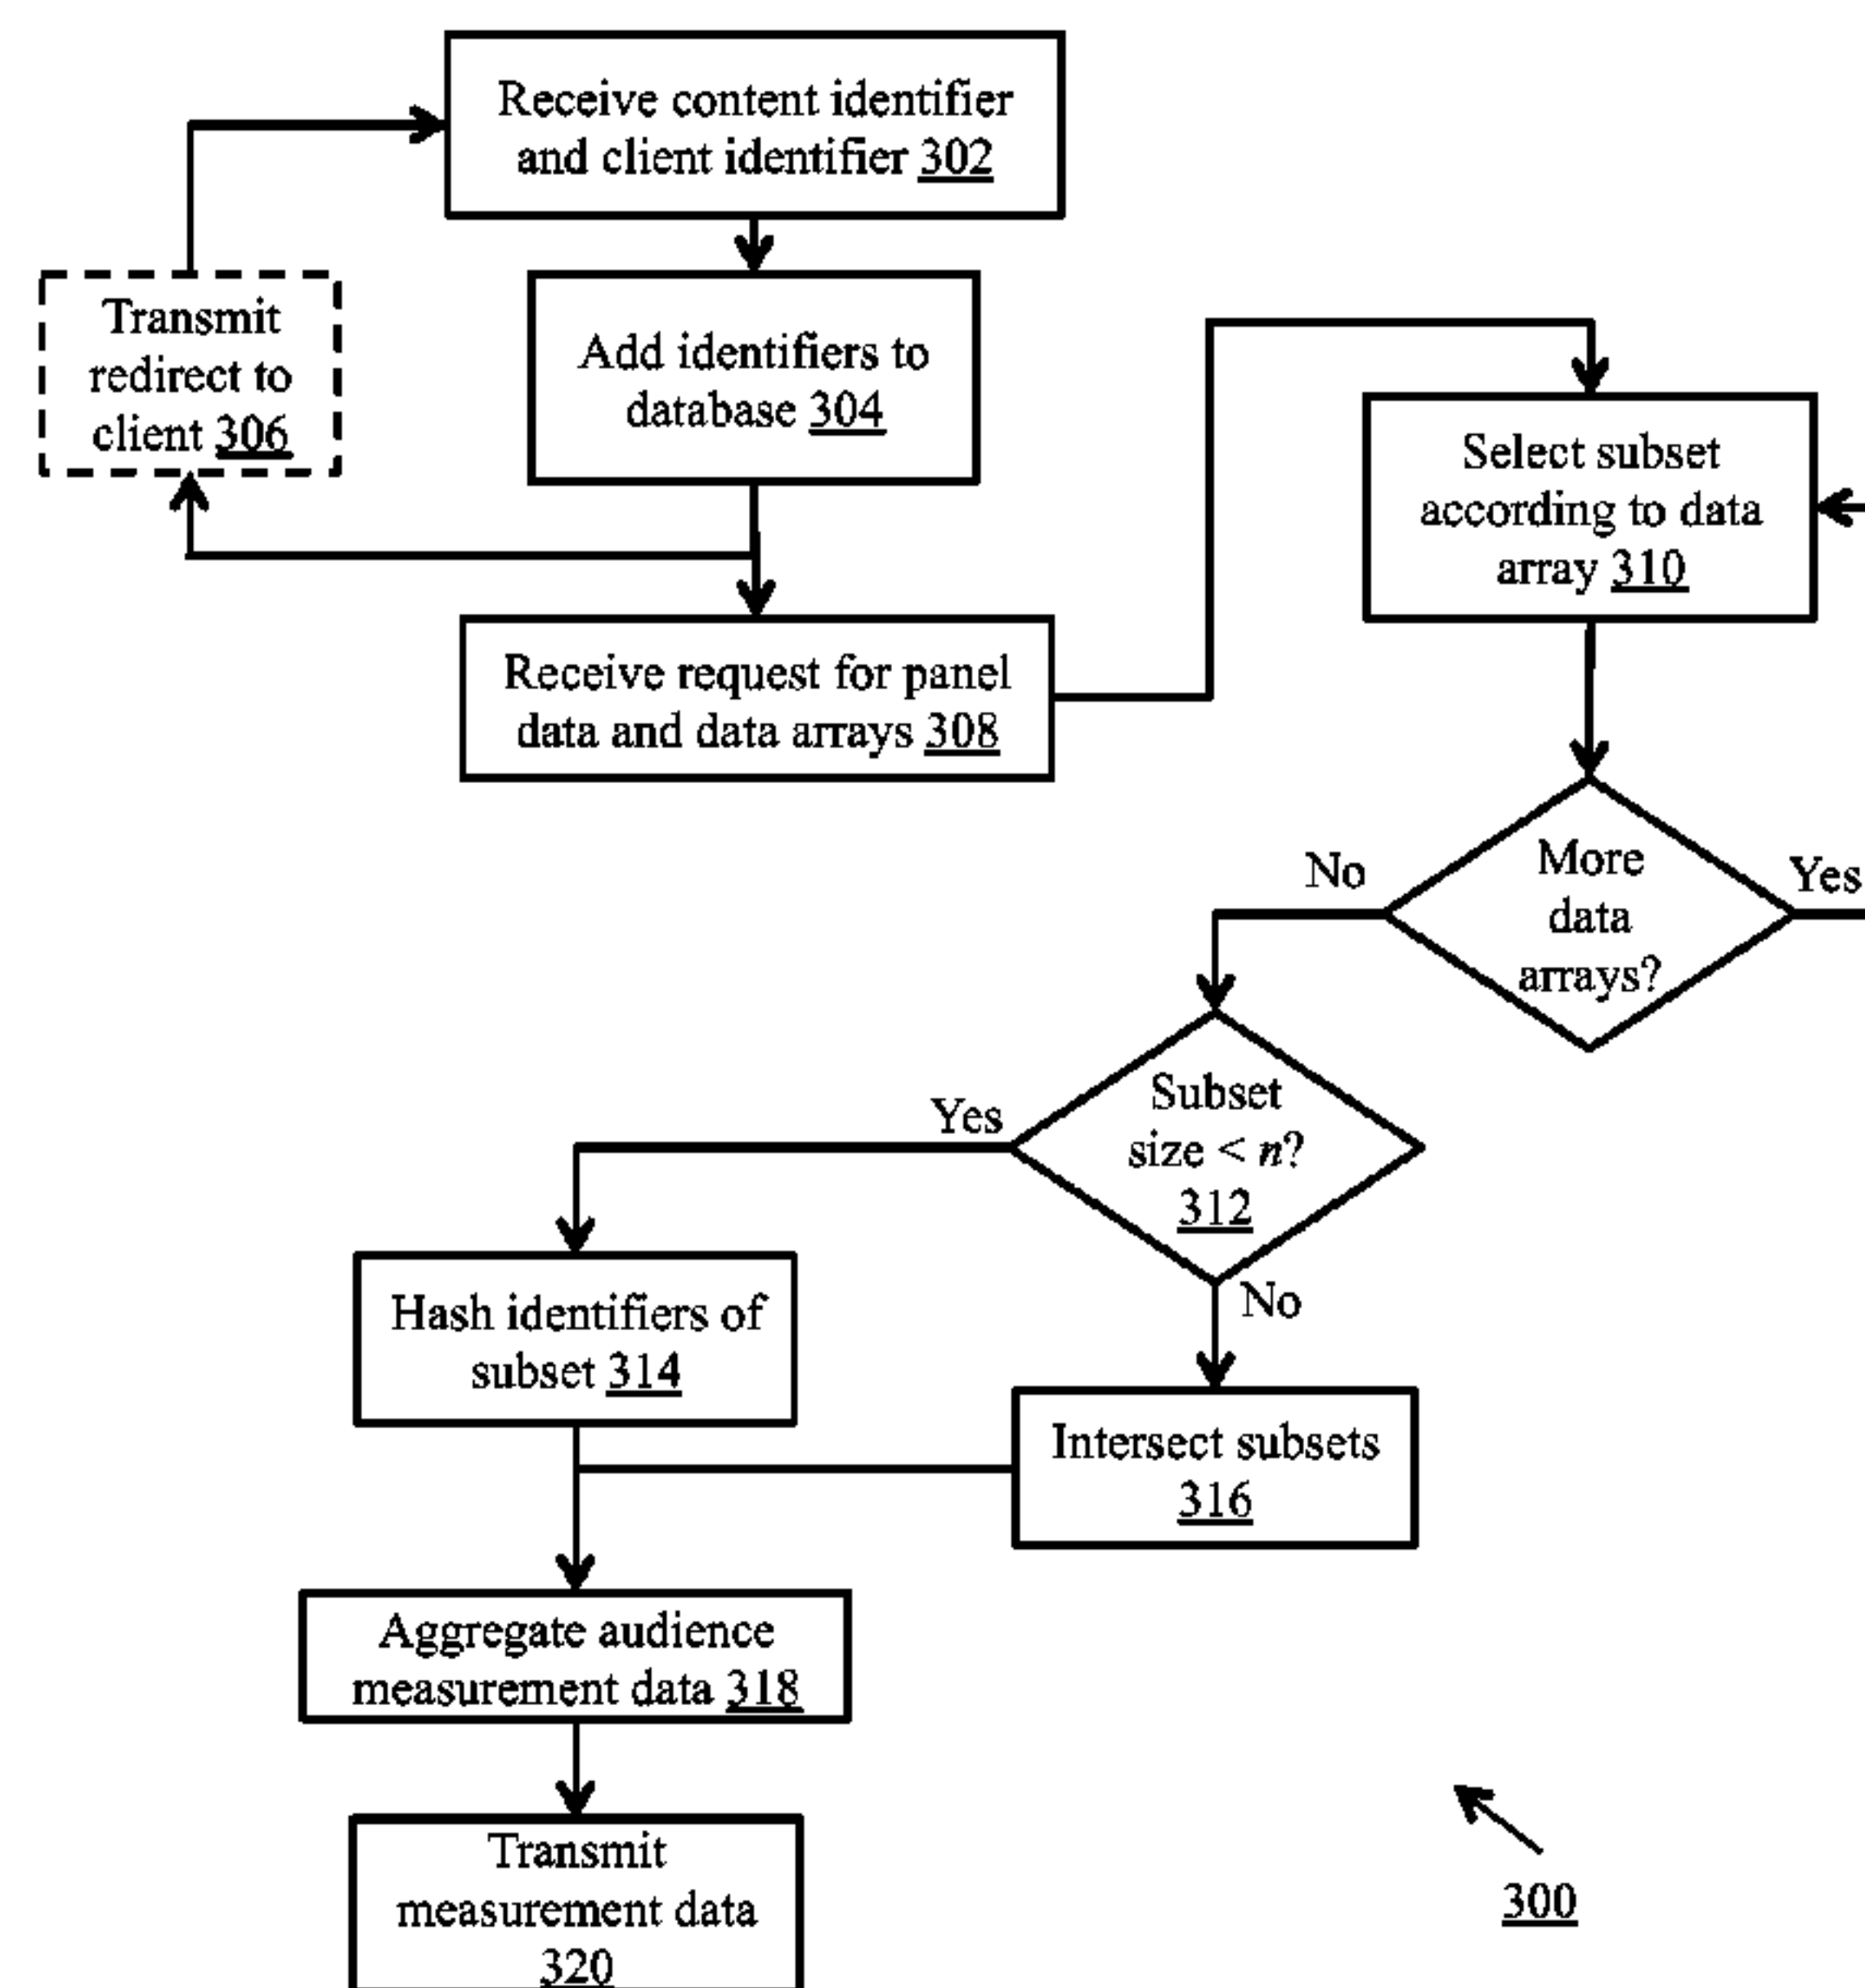 Receive content identifier
and client identifier 302
Transmit
redirect to
client 306
Add identifiers to
database 304
Receive request for panel
data and data arrays 308
Select subset
according to data
array 310
More
data
arrays?
No
Yes
Subset
size < n?
312
Yes
No
Hash identifiers of
subset 314
Intersect subsets
316
Aggregate audience
measurement data 318
Transmit
measurement data
320
300